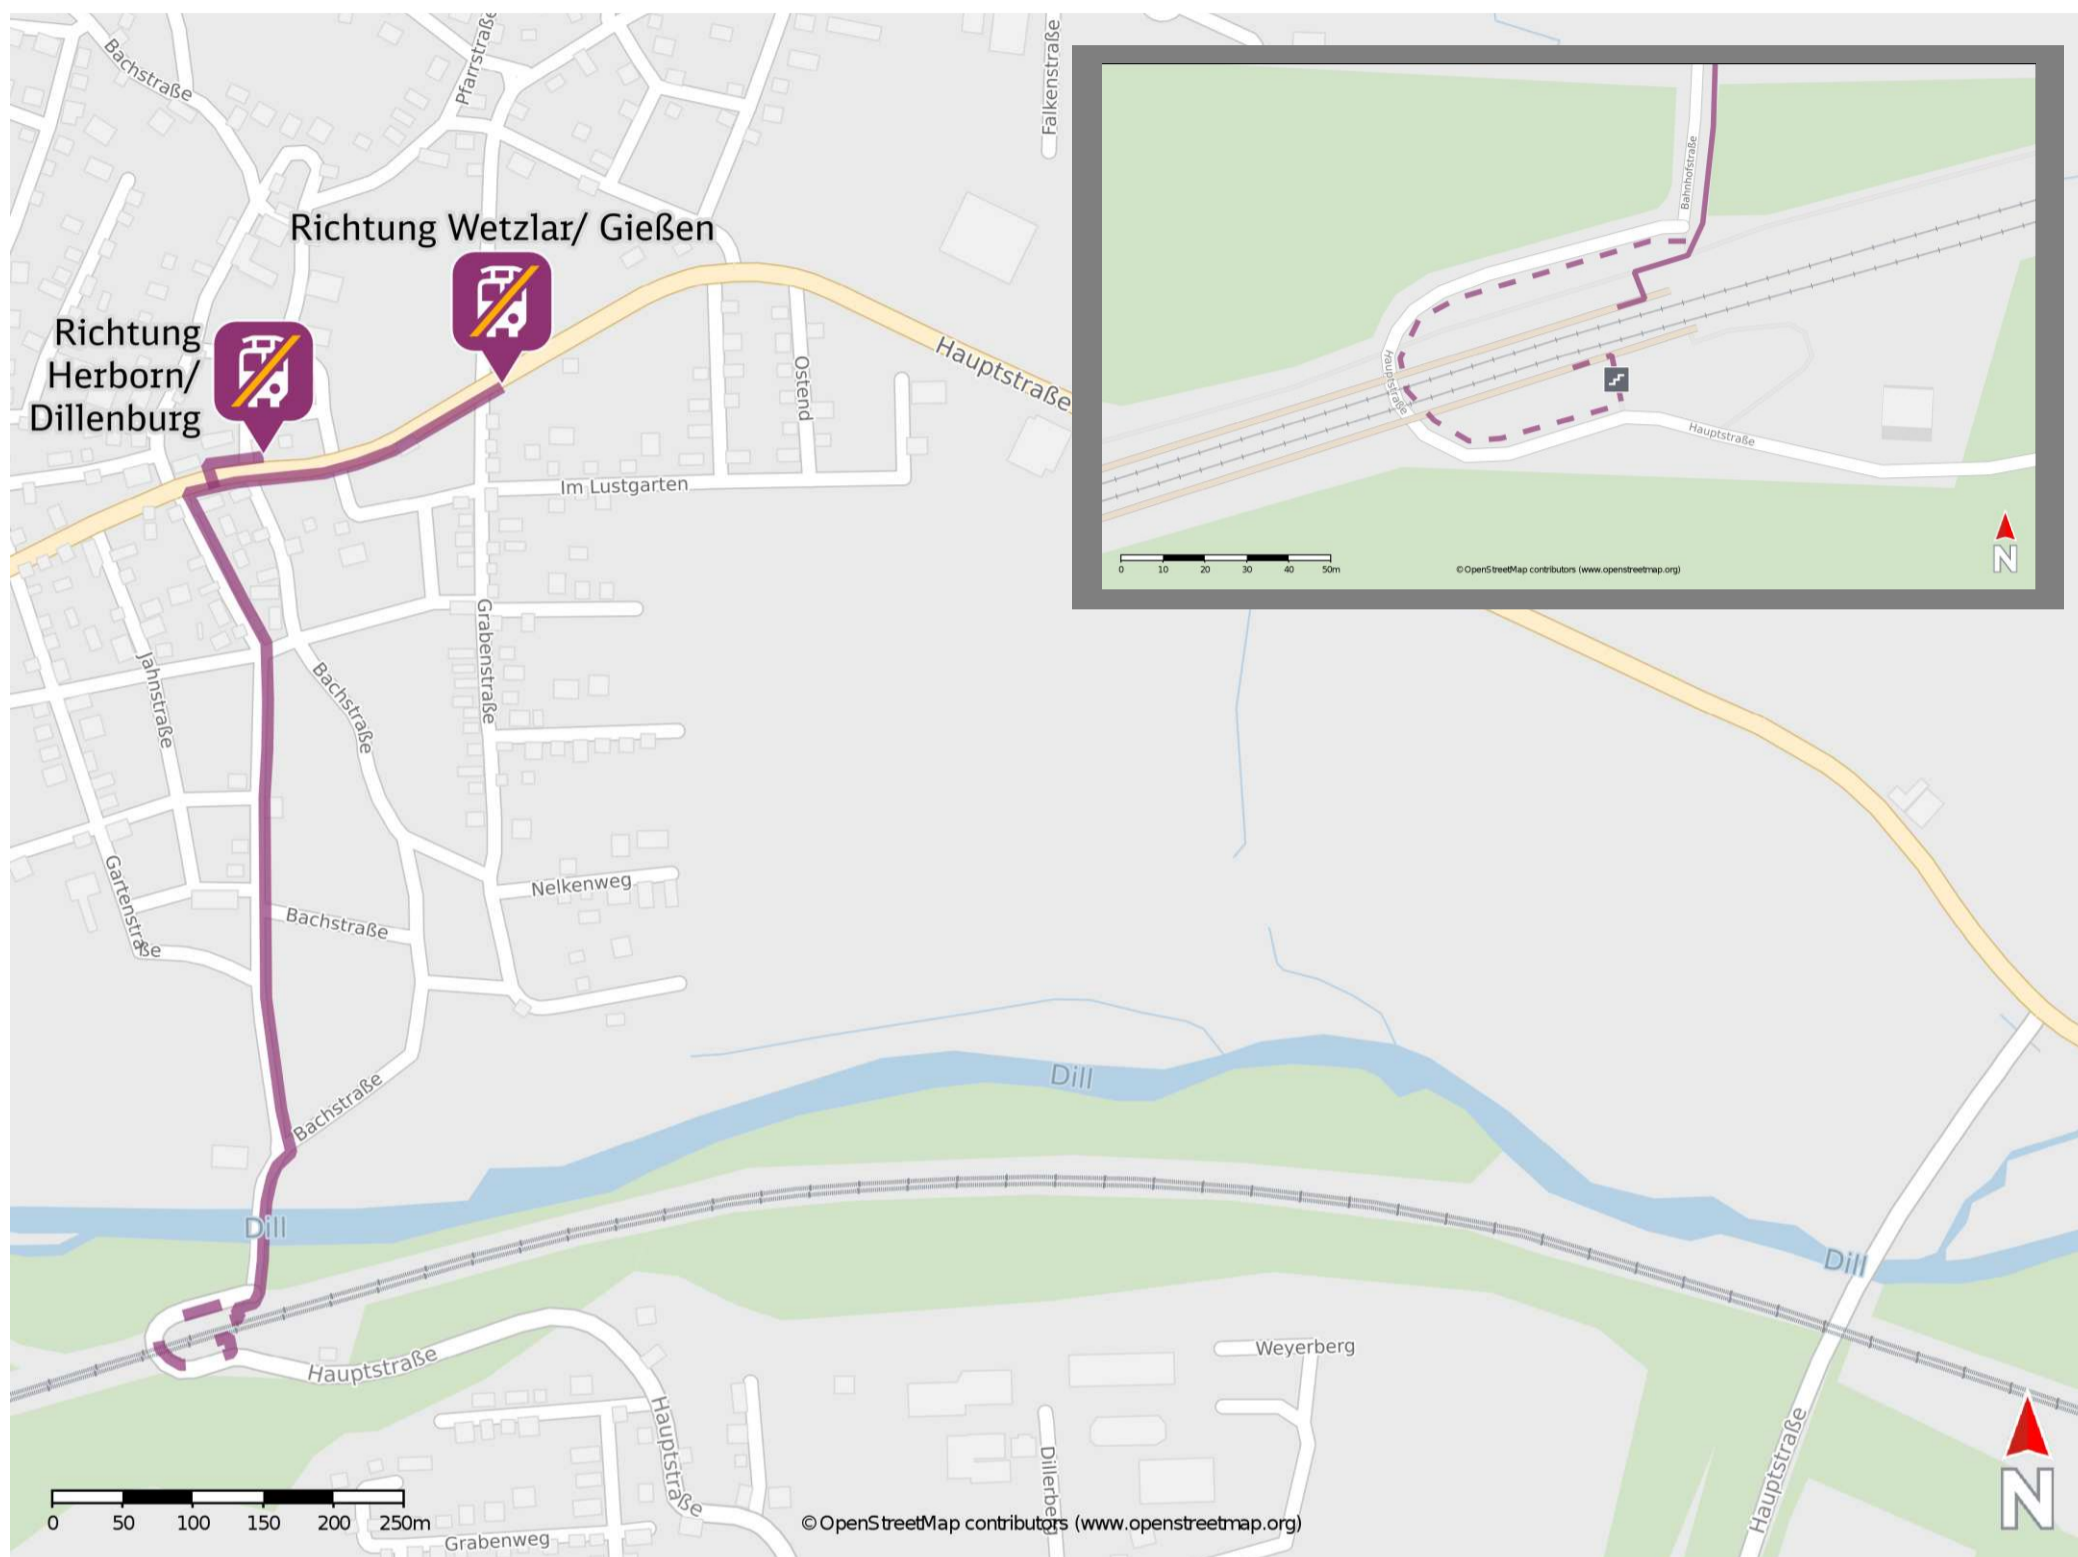 Bachstraße
Pfarrstraße
Falkenstraße
Richtung Wetzlar/ Gießen
Richtung
Herborn/
Dillenburg
Hauptstraße
Ostend
Im Lustgarten
Bahnhofstraße
Hauptstraße
Hauptstraße
0 10 20 30 40 50m
©OpenStreetMap contributors (www.openstreetmap.org)
N
Grabenstraße
Jahnstraße
Bachstraße
Gartenstraße
Nelkenweg
Bachstraße
Bachstraße
Dill
Dill
Dill
Hauptstraße
Hauptstraße
Weyerberg
Dillerberg
Hauptstraße
N
0 50 100 150 200 250m
Grabenweg
©OpenStreetMap contributors (www.openstreetmap.org)